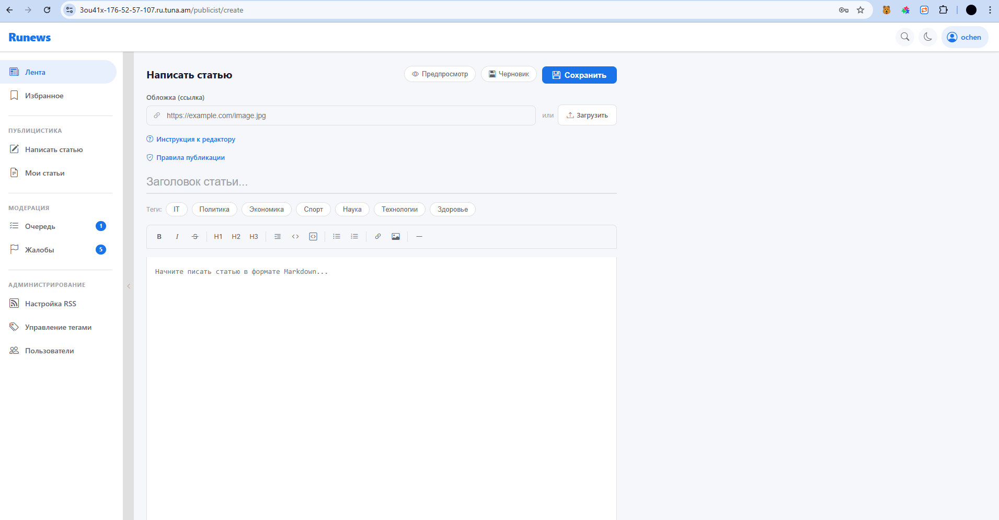 3ou41x-176-52-57-107.ru.tuna.am/publicist/create
Runews
ochen
Лента
Избранное
ПУБЛИЦИСТИКА
Написать статью
Мои статьи
МОДЕРАЦИЯ
Очередь 1
Жалобы 5
АДМИНИСТРИРОВАНИЕ
Настройка RSS
Управление тегами
Пользователи
Написать статью
Предпросмотр Черновик Сохранить
Обложка (ссылка)
https://example.com/image.jpg или Загрузить
Инструкция к редактору
Правила публикации
Заголовок статьи...
Теги: IT Политика Экономика Спорт Наука Технологии Здоровье
B I S H1 H2 H3
Начните писать статью в формате Markdown...